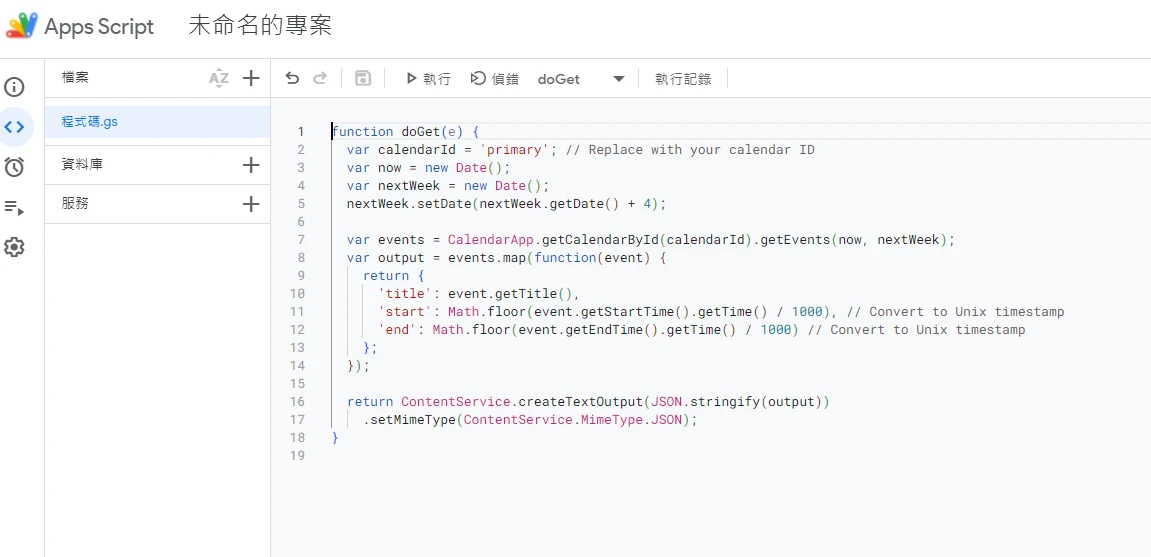 Apps Script 未命名的專案
檔案 AZ
執行 偵錯 doGet 執行記錄
程式碼.gs
資料庫
服務
1 function doGet(e) {
2 var calendarId = 'primary'; // Replace with your calendar ID
3 var now = new Date();
4 var nextWeek = new Date();
5 nextWeek.setDate(nextWeek.getDate() + 4);
6
7 var events = CalendarApp.getCalendarById(calendarId).getEvents(now, nextWeek);
8 var output = events.map(function(event) {
9 return {
10 'title': event.getTitle(),
11 'start': Math.floor(event.getStartTime().getTime() / 1000), // Convert to Unix timestamp
12 'end': Math.floor(event.getEndTime().getTime() / 1000) // Convert to Unix timestamp
13 };
14 });
15
16 return ContentService.createTextOutput(JSON.stringify(output))
17 .setMimeType(ContentService.MimeType.JSON);
18 }
19